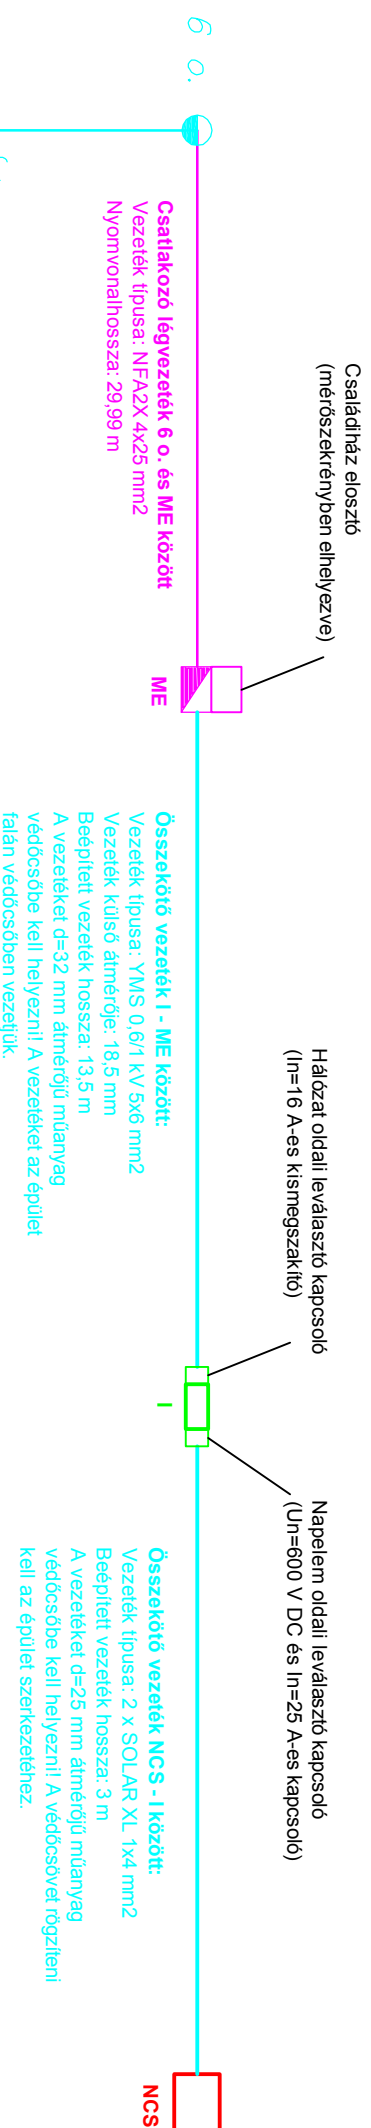 6 o.
Csatlakozó légvezeték 6 o. és ME között
Vezeték típusa: NFA2X 4x25 mm2
Nyomvonalhossza: 29,99 m
Családiház elosztó
(mérőszekrényben elhelyezve)
ME
Összekötő vezeték I - ME között:
Vezeték típusa: YMS 0,6/1 kV 5x6 mm2
Vezeték külső átmérője: 18,5 mm
Beépített vezeték hossza: 13,5 m
A vezetéket d=32 mm átmérőjű műanyag
védőcsőbe kell helyezni! A vezetéket az épület
falán védőcsőben vezetjük.
Hálózat oldali leválasztó kapcsoló
(In=16 A-es kismegszakító)
I
Napelem oldali leválasztó kapcsoló
(Un=600 V DC és In=25 A-es kapcsoló)
Összekötő vezeték NCS - I között:
Vezeték típusa: 2 x SOLAR XL 1x4 mm2
Beépített vezeték hossza: 3 m
A vezetéket d=25 mm átmérőjű műanyag
védőcsőbe kell helyezni! A védőcsövet rögzíteni
kell az épület szerkezetéhez.
NCS